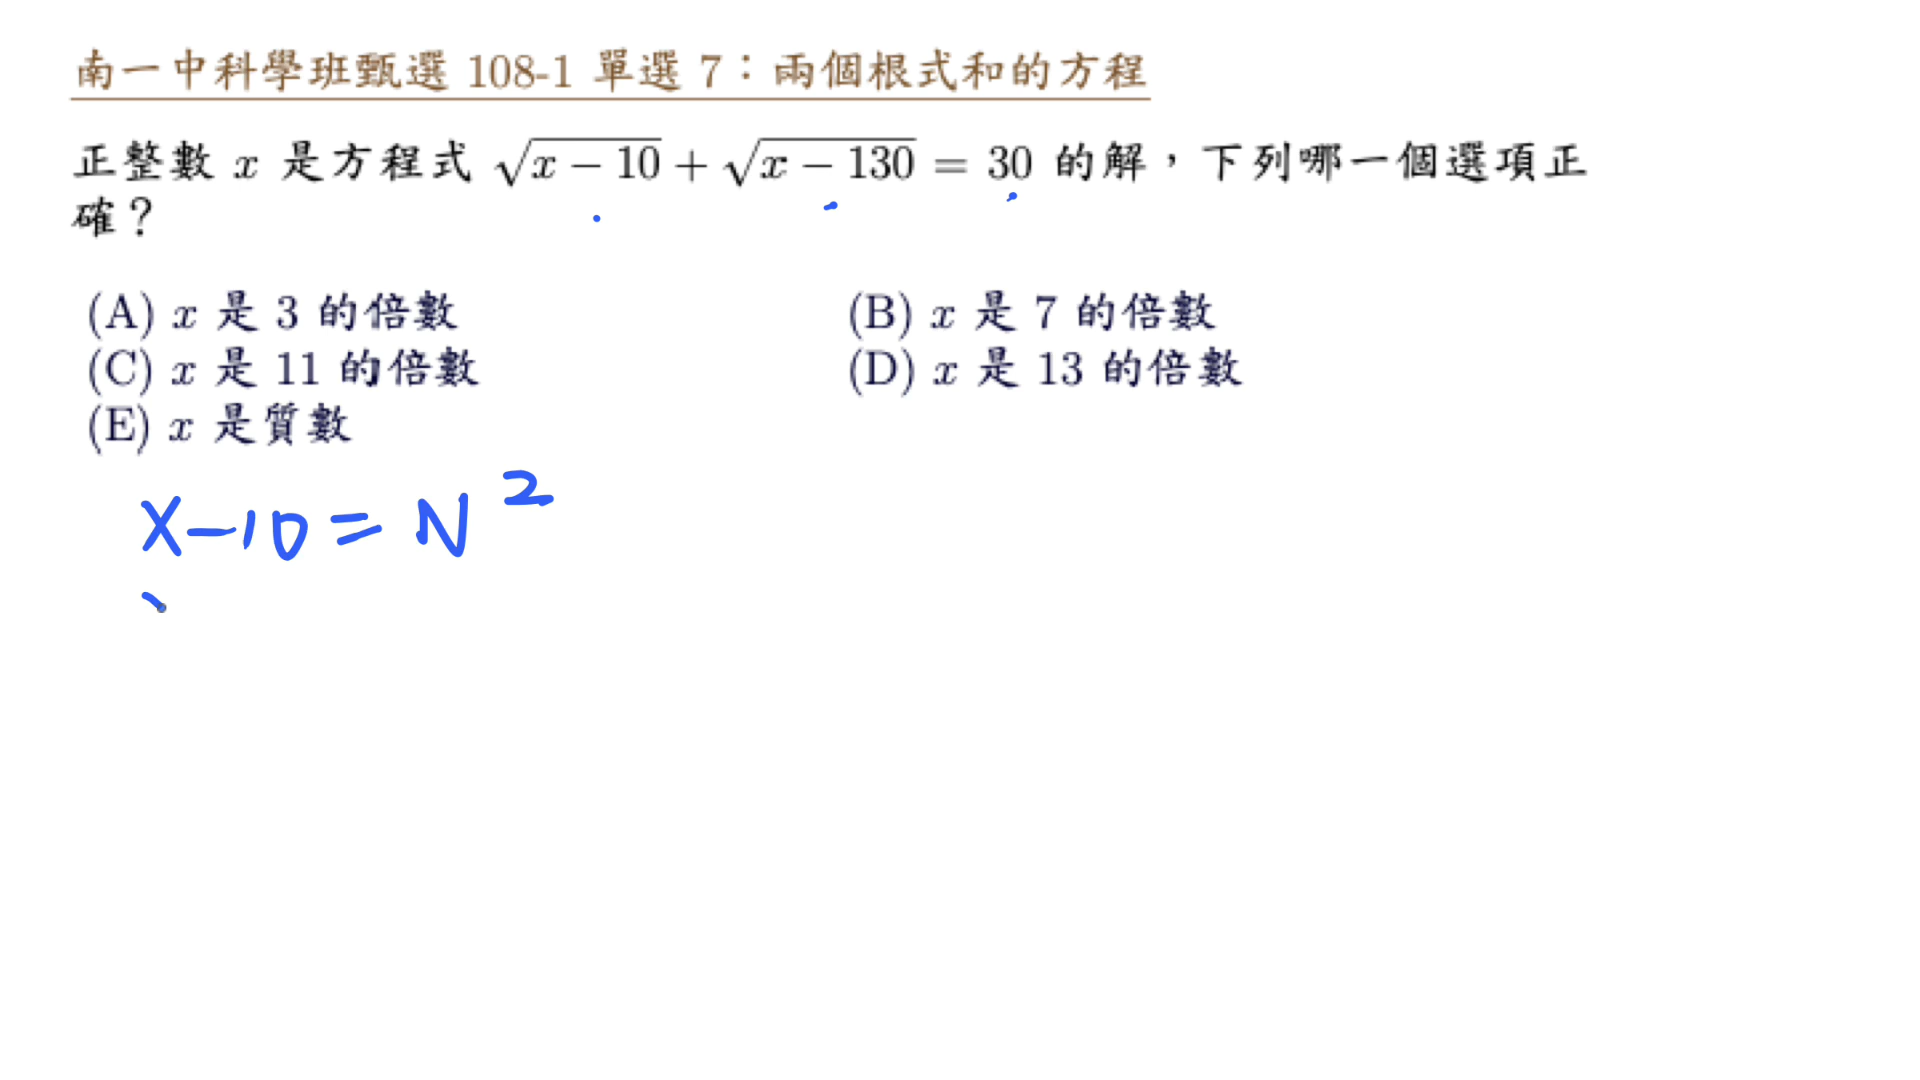 南一中科學班甄選 108-1 單選 7：兩個根式和的方程
正整數 x 是方程式 √(x − 10) + √(x − 130) = 30 的解，下列哪一個選項正
確？
(A) x 是 3 的倍數
(B) x 是 7 的倍數
(C) x 是 11 的倍數
(D) x 是 13 的倍數
(E) x 是質數
X-10=N²